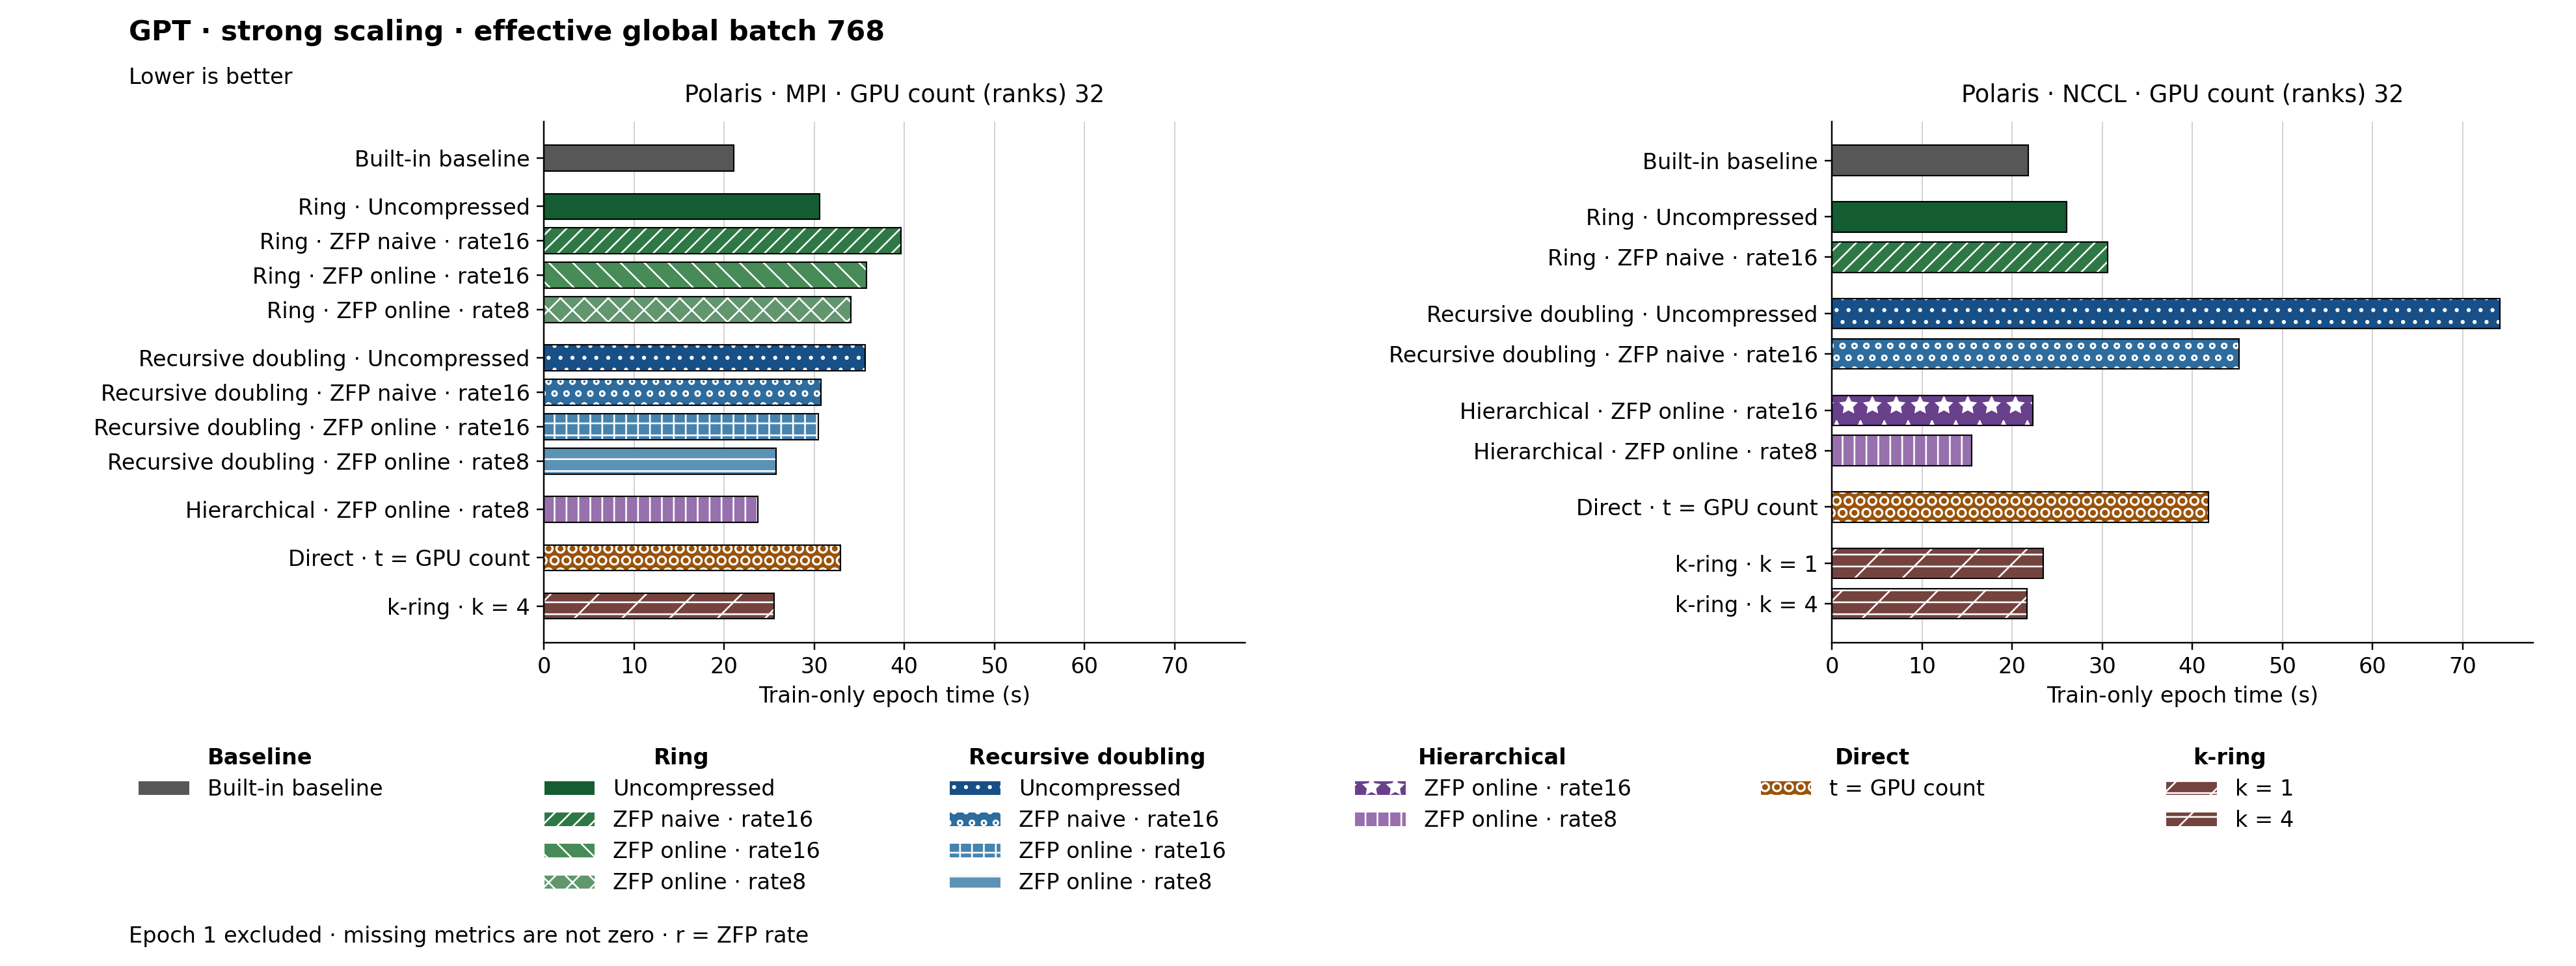 GPT · strong scaling · effective global batch 768
Lower is better
Polaris · MPI · GPU count (ranks) 32
Built-in baseline
Ring · Uncompressed
Ring · ZFP naive · rate16
Ring · ZFP online · rate16
Ring · ZFP online · rate8
Recursive doubling · Uncompressed
Recursive doubling · ZFP naive · rate16
Recursive doubling · ZFP online · rate16
Recursive doubling · ZFP online · rate8
Hierarchical · ZFP online · rate8
Direct · t = GPU count
k-ring · k = 4
0 10 20 30 40 50 60 70
Train-only epoch time (s)
Polaris · NCCL · GPU count (ranks) 32
Built-in baseline
Ring · Uncompressed
Ring · ZFP naive · rate16
Recursive doubling · Uncompressed
Recursive doubling · ZFP naive · rate16
Hierarchical · ZFP online · rate16
Hierarchical · ZFP online · rate8
Direct · t = GPU count
k-ring · k = 1
k-ring · k = 4
0 10 20 30 40 50 60 70
Train-only epoch time (s)
Baseline
Built-in baseline
Ring
Uncompressed
ZFP naive · rate16
ZFP online · rate16
ZFP online · rate8
Recursive doubling
Uncompressed
ZFP naive · rate16
ZFP online · rate16
ZFP online · rate8
Hierarchical
ZFP online · rate16
ZFP online · rate8
Direct
t = GPU count
k-ring
k = 1
k = 4
Epoch 1 excluded · missing metrics are not zero · r = ZFP rate